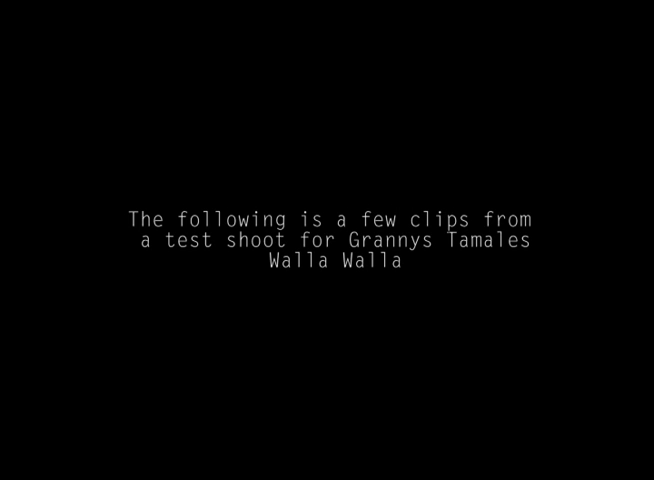 The following is a few clips from
a test shoot for Grannys Tamales
Walla Walla